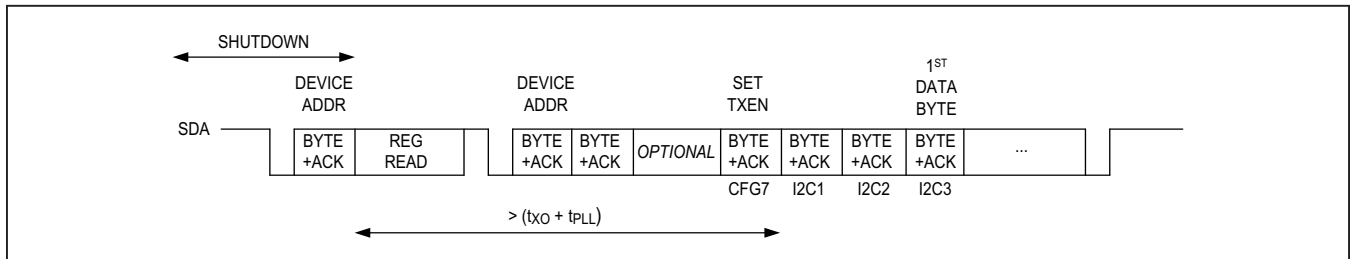 SHUTDOWN
DEVICE
ADDR
DEVICE
ADDR
SET
TXEN
1ST
DATA
BYTE
SDA
BYTE
+ACK
REG
READ
BYTE
+ACK
BYTE
+ACK
OPTIONAL
BYTE
+ACK
BYTE
+ACK
BYTE
+ACK
BYTE
+ACK
...
CFG7
I2C1
I2C2
I2C3
> (tXO + tPLL)